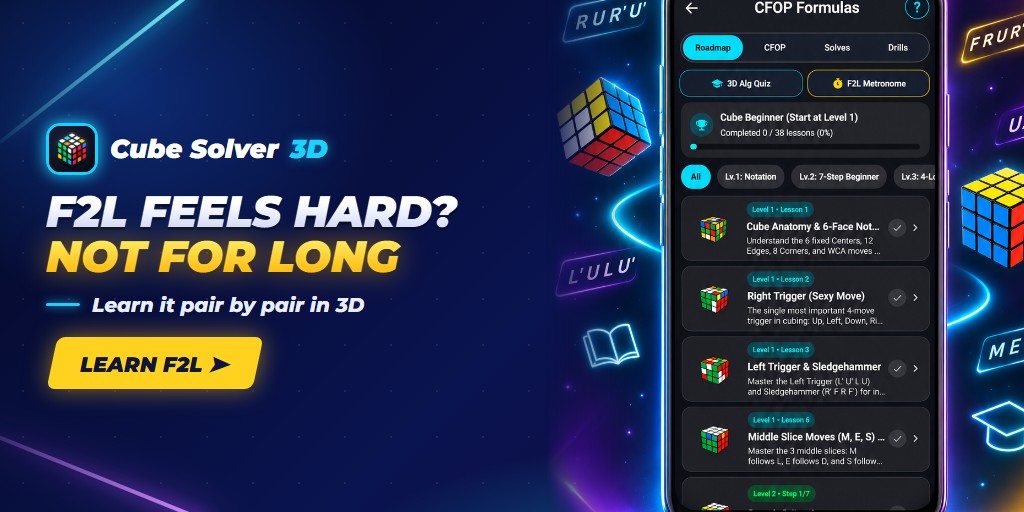 Cube Solver 3D
F2L FEELS HARD?
NOT FOR LONG
Learn it pair by pair in 3D
LEARN F2L ➤
R U R' U'
L' U L U'
CFOP Formulas
?
Roadmap
CFOP
Solves
Drills
3D Alg Quiz
F2L Metronome
Cube Beginner (Start at Level 1)
Completed 0 / 38 lessons (0%)
All
Lv.1: Notation
Lv.2: 7-Step Beginner
Lv.3: 4-Lo
Level 1 • Lesson 1
Cube Anatomy & 6-Face Not...
Understand the 6 fixed Centers, 12
Edges, 8 Corners, and WCA moves ...
Level 1 • Lesson 2
Right Trigger (Sexy Move)
The single most important 4-move
trigger in cubing: Up, Left, Down, Ri...
Level 1 • Lesson 3
Left Trigger & Sledgehammer
Master the Left Trigger (L' U' L U)
and Sledgehammer (R' F R F') for in...
Level 1 • Lesson 6
Middle Slice Moves (M, E, S) ...
Master the 3 middle slices: M
follows L, E follows D, and S follow...
Level 2 • Step 1/7
F R U R'
U
M E